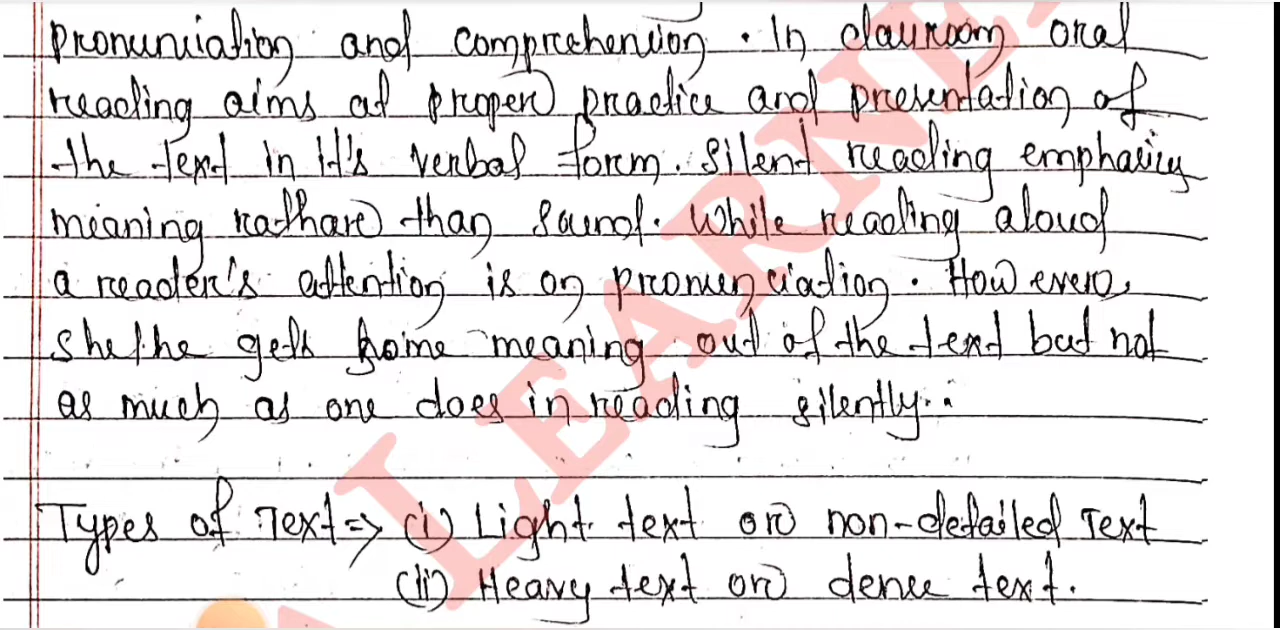 pronunciation and comprehension. In classroom oral
reading aims at proper practice and presentation of
the text in it's verbal form. Silent reading emphasizes
meaning rathare than sound. While reading aloud
a reader's attention is on pronunciation. However,
she/he gets some meaning out of the text but not
as much as one does in reading silently.
Types of Text ⇒ (i) Light text or non-detailed Text
(ii) Heavy text or dense text.
LEARNE